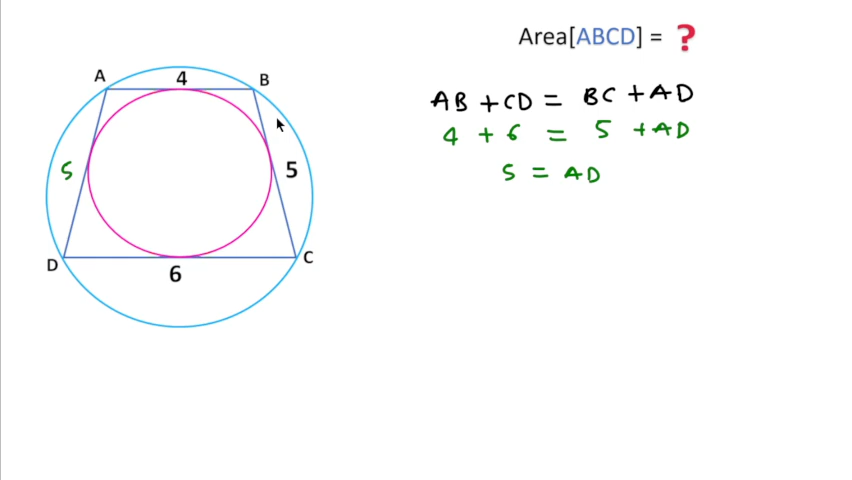 Area[ABCD] = ?
AB + CD = BC + AD
4 + 6 = 5 + AD
5 = AD
A
4
B
5
5
D
6
C